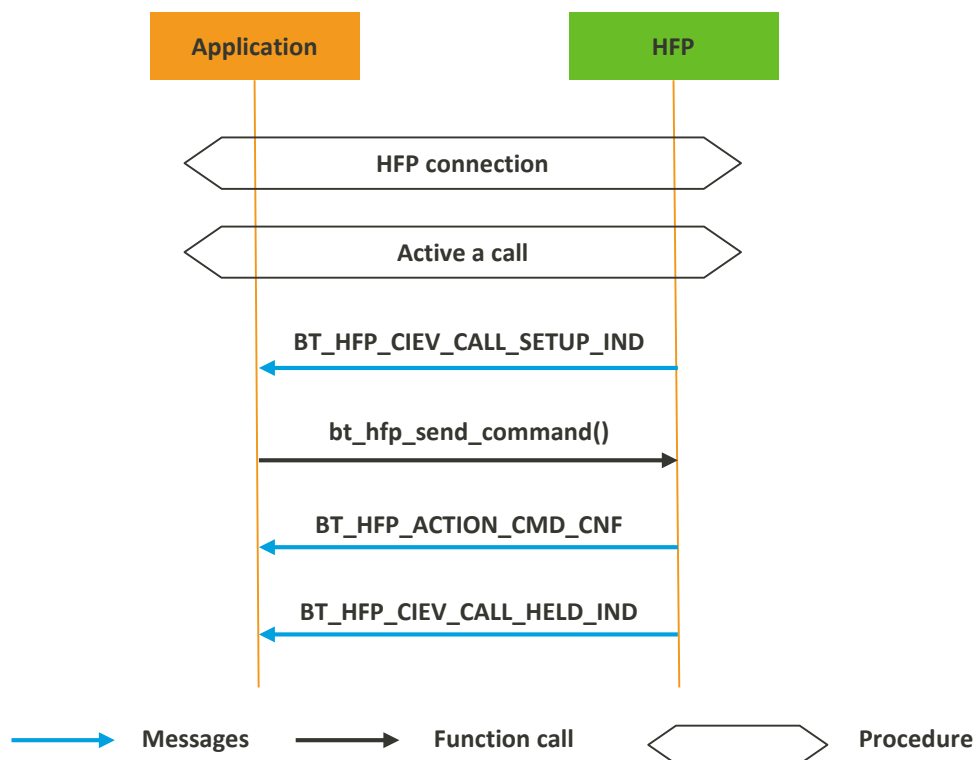 Application
HFP
HFP connection
Active a call
BT_HFP_CIEV_CALL_SETUP_IND
bt_hfp_send_command()
BT_HFP_ACTION_CMD_CNF
BT_HFP_CIEV_CALL_HELD_IND
Messages
Function call
Procedure